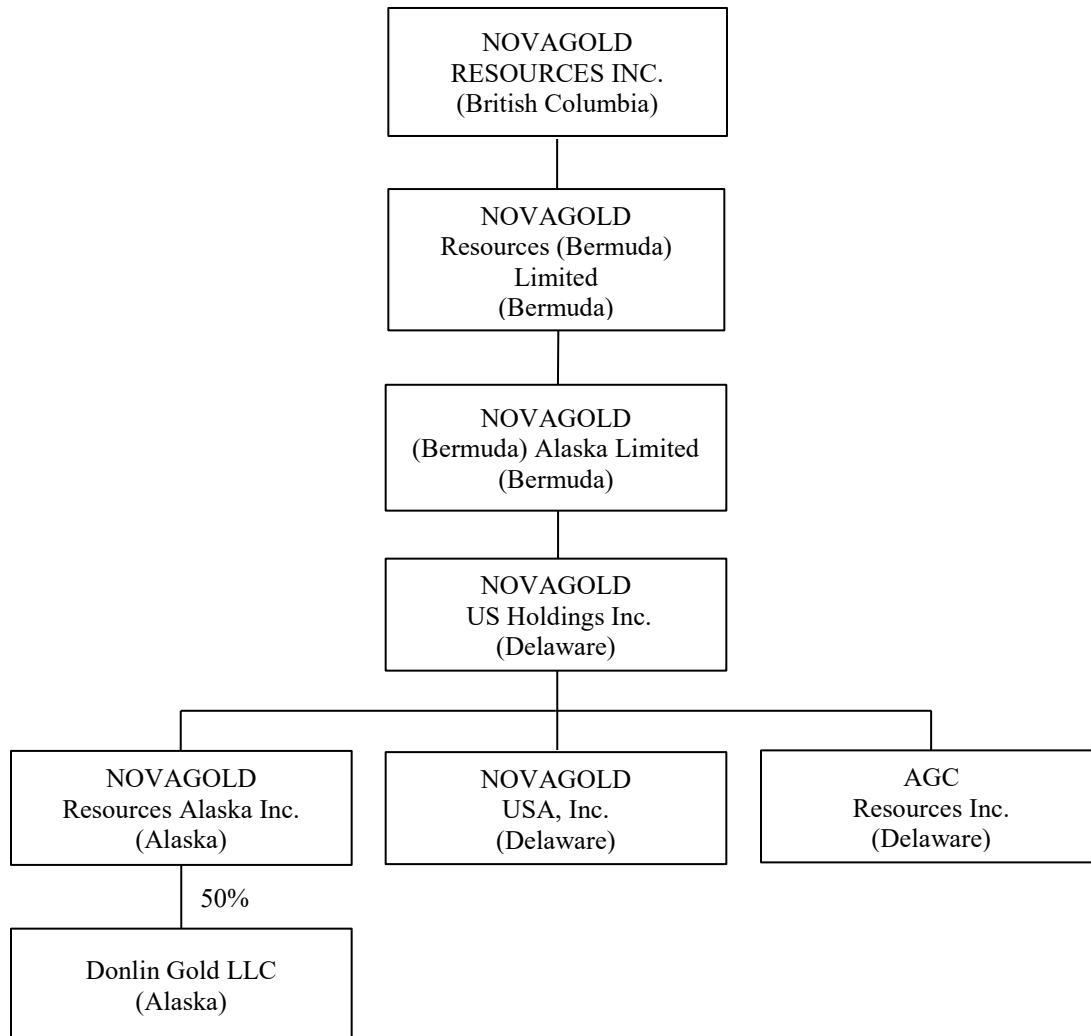 NOVAGOLD
RESOURCES INC.
(British Columbia)
NOVAGOLD
Resources (Bermuda)
Limited
(Bermuda)
NOVAGOLD
(Bermuda) Alaska Limited
(Bermuda)
NOVAGOLD
US Holdings Inc.
(Delaware)
NOVAGOLD
Resources Alaska Inc.
(Alaska)
NOVAGOLD
USA, Inc.
(Delaware)
AGC
Resources Inc.
(Delaware)
50%
Donlin Gold LLC
(Alaska)